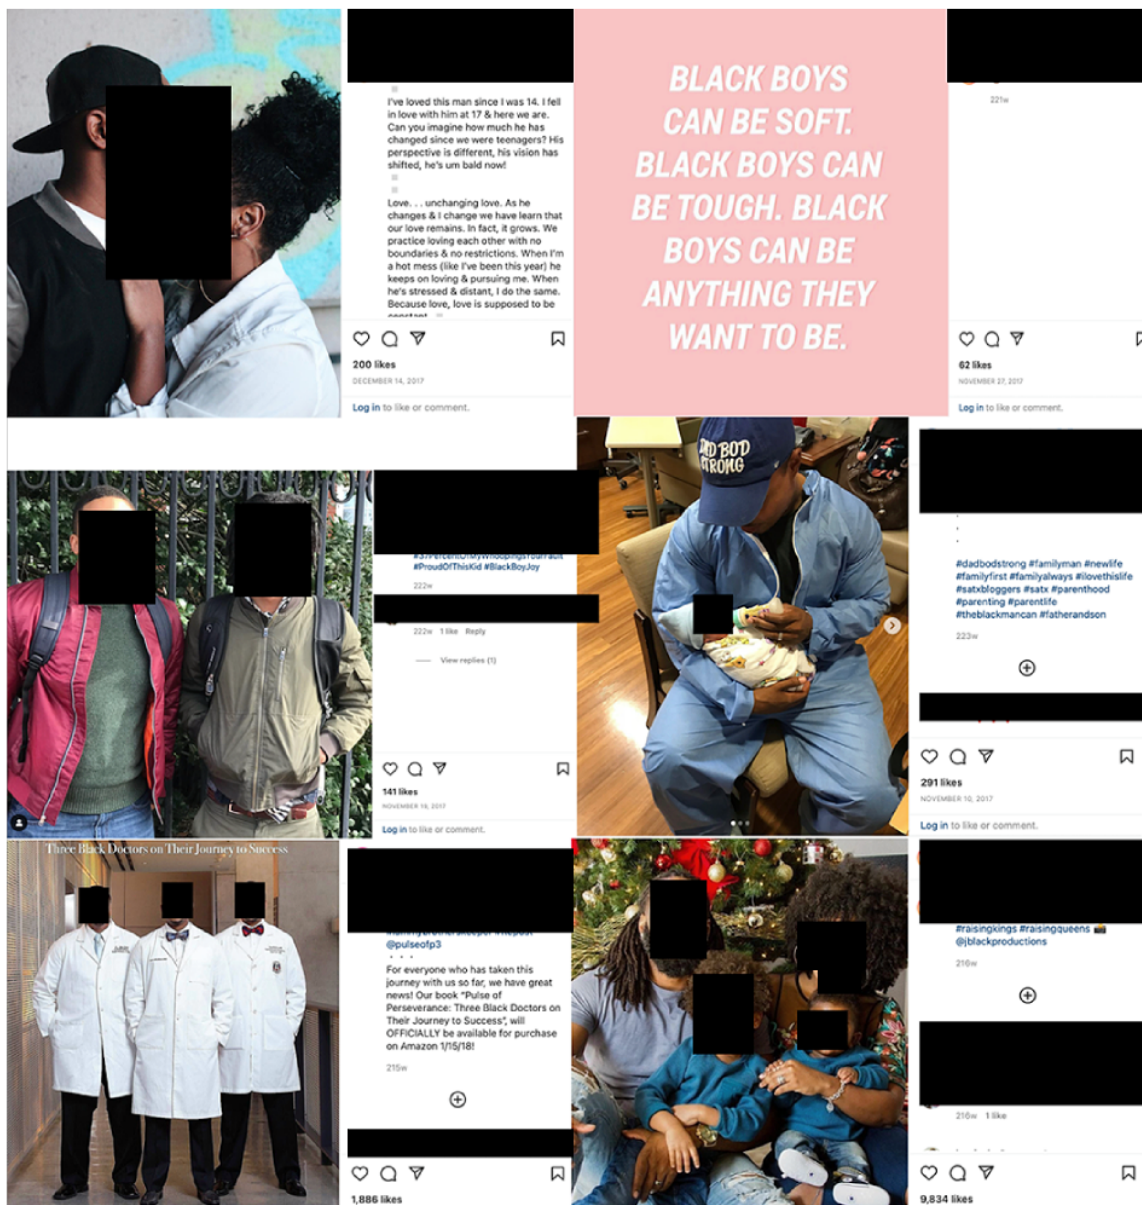 I've loved this man since I was 14. I fell
in love with him at 17 & here we are.
Can you imagine how much he has
changed since we were teenagers? His
perspective is different, his vision has
shifted, he's um bald now!
Love. . . unchanging love. As he
changes & I change we have learn that
our love remains. In fact, it grows. We
practice loving each other with no
boundaries & no restrictions. When I'm
a hot mess (like I've been this year) he
keeps on loving & pursuing me. When
he's stressed & distant, I do the same.
Because love, love is supposed to be
constant
200 likes
DECEMBER 14, 2017
Log in to like or comment.
BLACK BOYS
CAN BE SOFT.
BLACK BOYS CAN
BE TOUGH. BLACK
BOYS CAN BE
ANYTHING THEY
WANT TO BE.
221w
62 likes
NOVEMBER 27, 2017
Log in to like or comment.
#37PercentOfMyWhoopingsYourFault
#ProudOfThisKid #BlackBoyJoy
222w
222w 1 like Reply
View replies (1)
141 likes
NOVEMBER 19, 2017
Log in to like or comment.
DAD BOD
STRONG
.
.
#dadbodstrong #familyman #newlife
#familyfirst #familyalways #ilovethislife
#satxbloggers #satx #parenthood
#parenting #parentlife
#theblackmancan #fatherandson
223w
291 likes
NOVEMBER 10, 2017
Log in to like or comment.
Three Black Doctors on Their Journey to Success
@pulseofp3
. . .
For everyone who has taken this
journey with us so far, we have great
news! Our book "Pulse of
Perseverance: Three Black Doctors on
Their Journey to Success", will
OFFICIALLY be available for purchase
on Amazon 1/15/18!
215w
1,886 likes
#raisingkings #raisingqueens 📸
@jblackproductions
216w
216w 1 like
9,834 likes